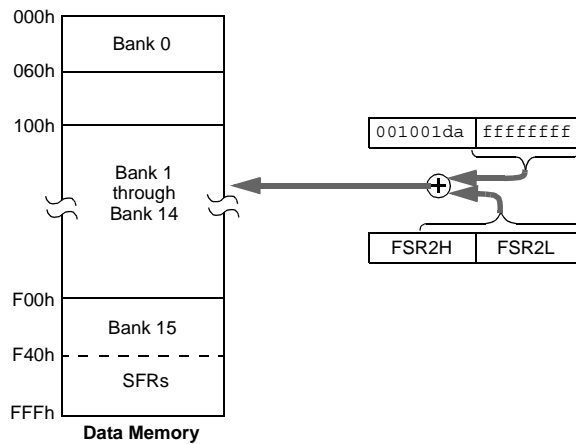 000h
Bank 0
060h
100h
001001da ffffffff
Bank 1
through
Bank 14
FSR2H FSR2L
F00h
Bank 15
F40h
SFRs
FFFh
Data Memory